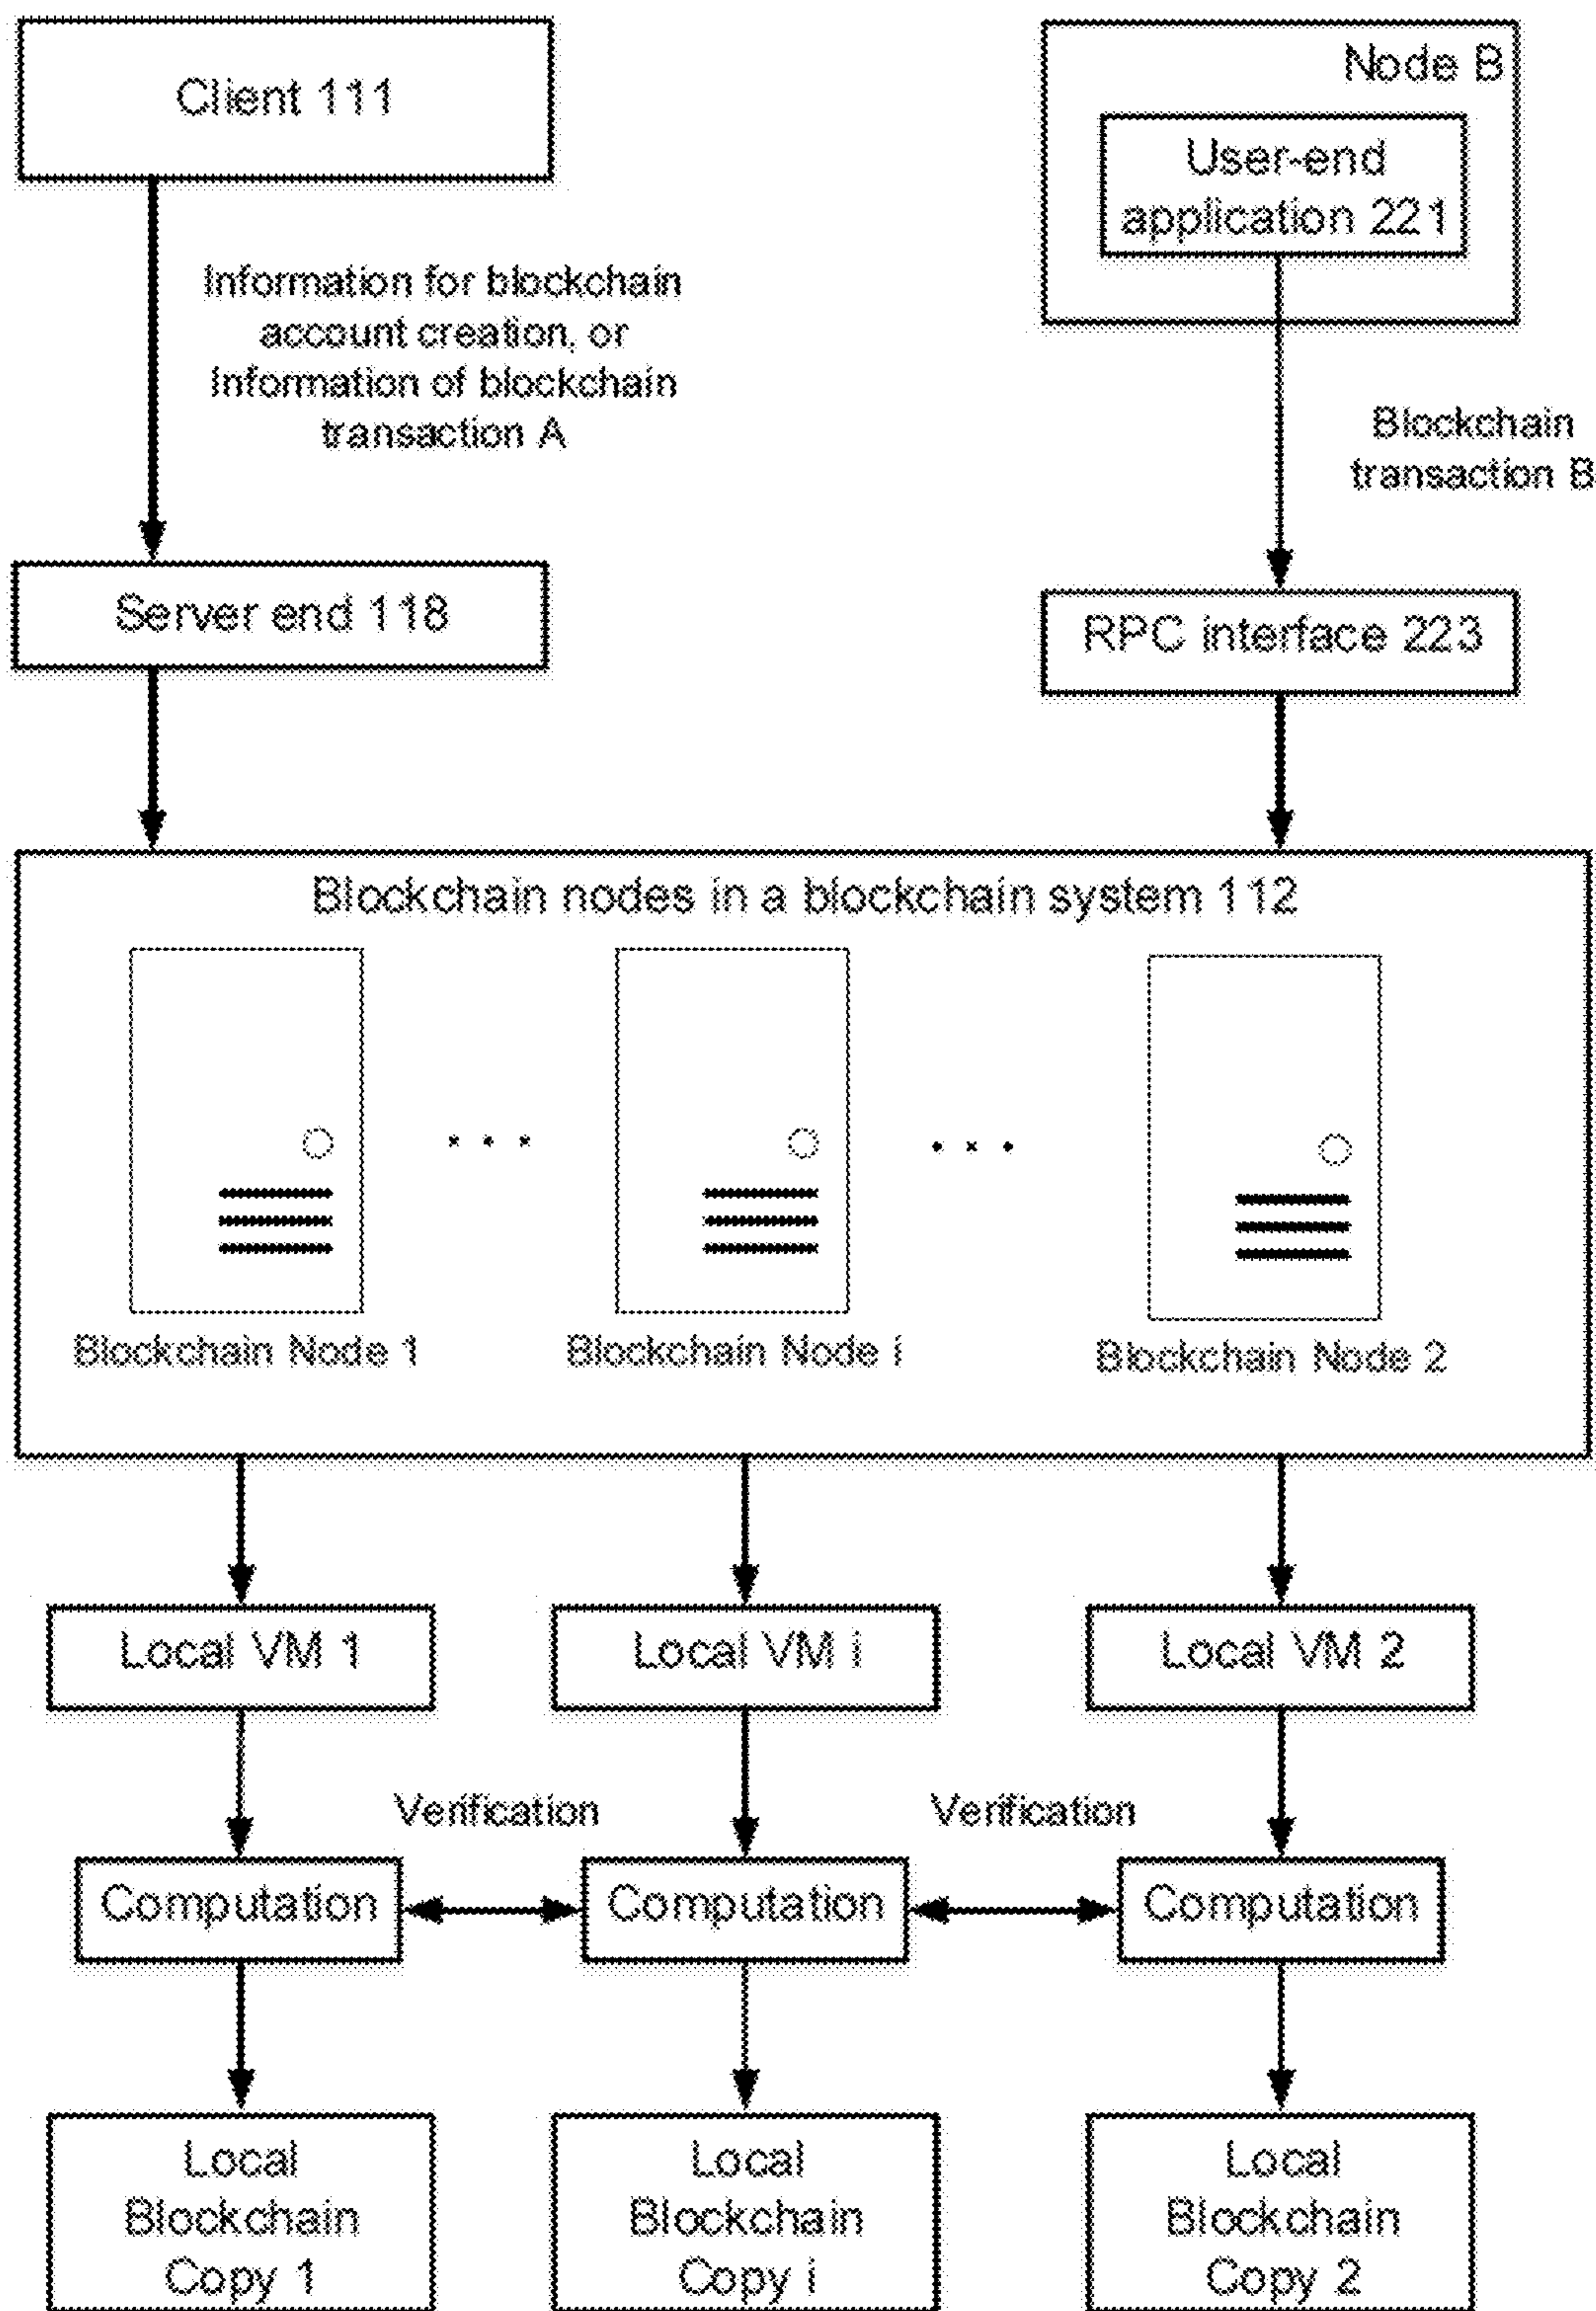 Client 111
Node B
User-end
application 221
Information for blockchain
account creation, or
Information of blockchain
transaction A
Blockchain
transaction B
Server end 118
RPC interface 223
Blockchain nodes in a blockchain system 112
. . .
. . .
Blockchain Node 1
Blockchain Node i
Blockchain Node 2
Local VM 1
Local VM i
Local VM 2
Verification
Verification
Computation
Computation
Computation
Local
Blockchain
Copy 1
Local
Blockchain
Copy i
Local
Blockchain
Copy 2